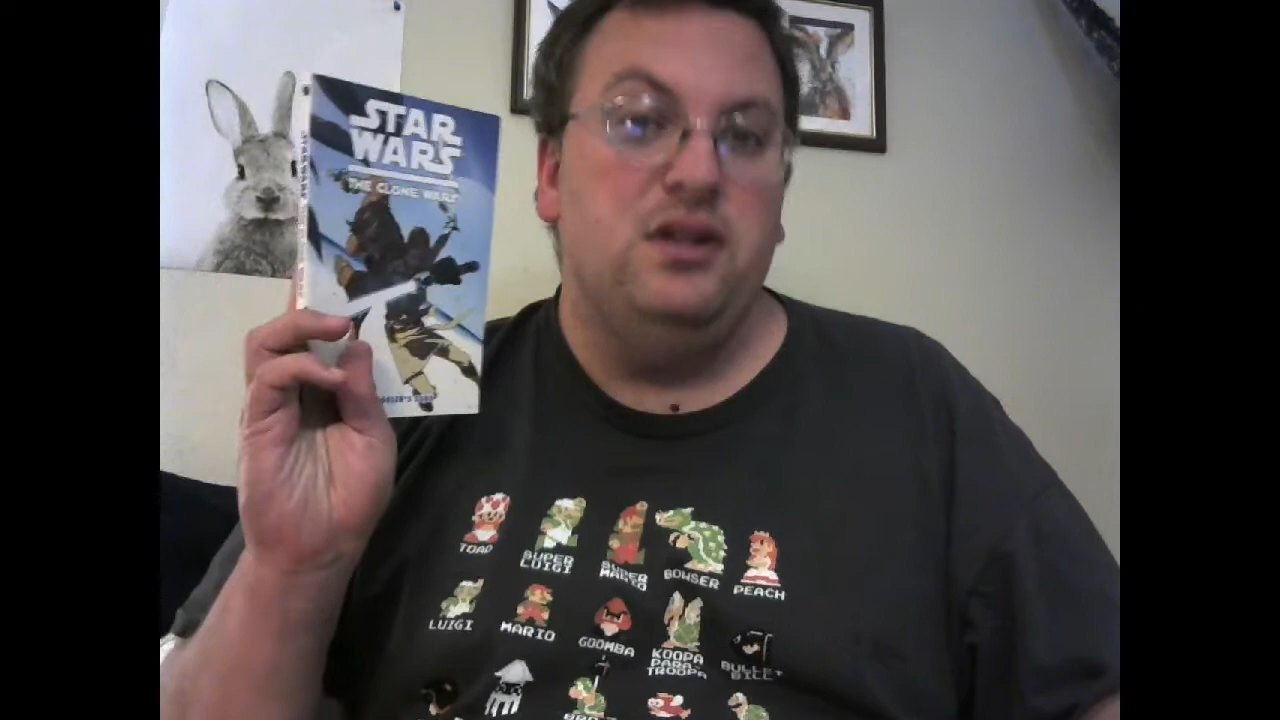 STAR
WARS
THE CLONE WARS
TOAD
SUPER
LUIGI
SUPER
MARIO
BOWSER
PEACH
LUIGI
MARIO
GOOMBA
KOOPA
PARA-
TROOPA
BULLET
BILL